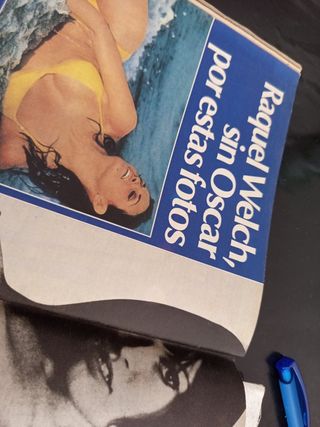 Raquel Welch,
sin Oscar
por estas fotos